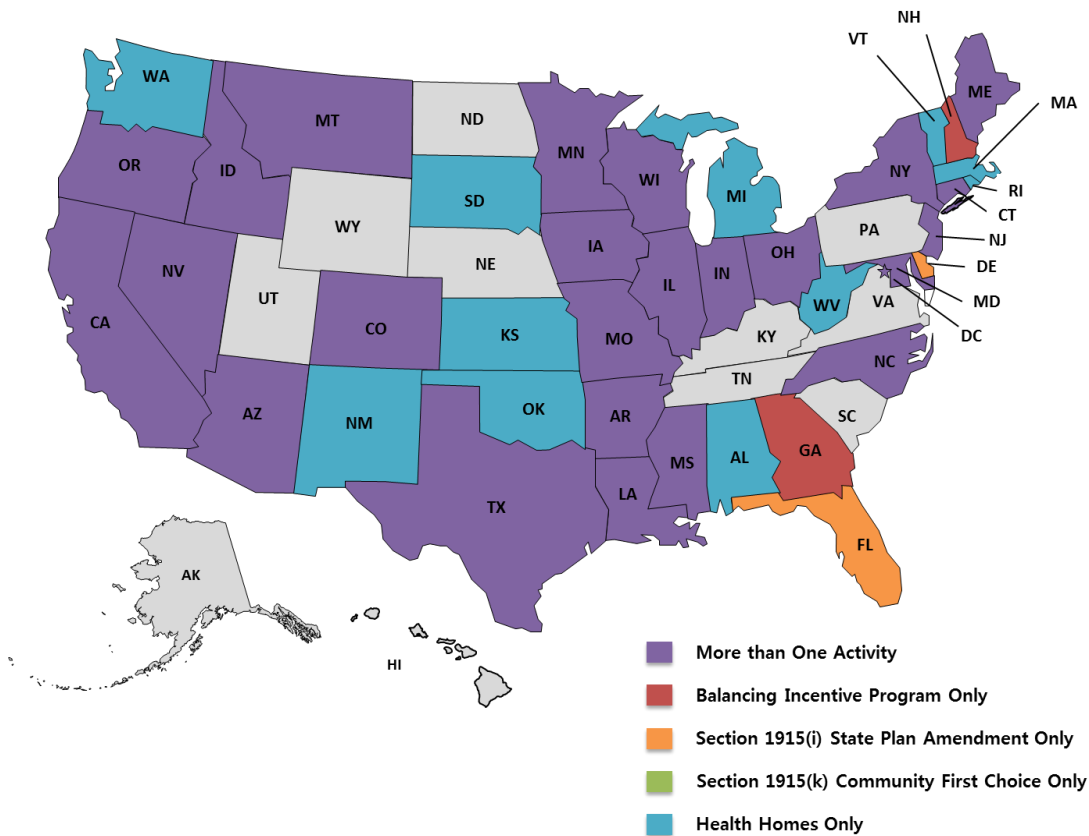 NH
VT
WA
ME
MT
ND
MA
MN
OR
ID
NY
WI
SD
MI
RI
WY
CT
PA
NJ
IA
NE
OH
DE
NV
IN
IL
UT
MD
WV
VA
CA
CO
DC
KS
MO
KY
NC
TN
OK
AZ
AR
SC
NM
GA
AL
MS
LA
TX
FL
AK
HI
More than One Activity
Balancing Incentive Program Only
Section 1915(i) State Plan Amendment Only
Section 1915(k) Community First Choice Only
Health Homes Only